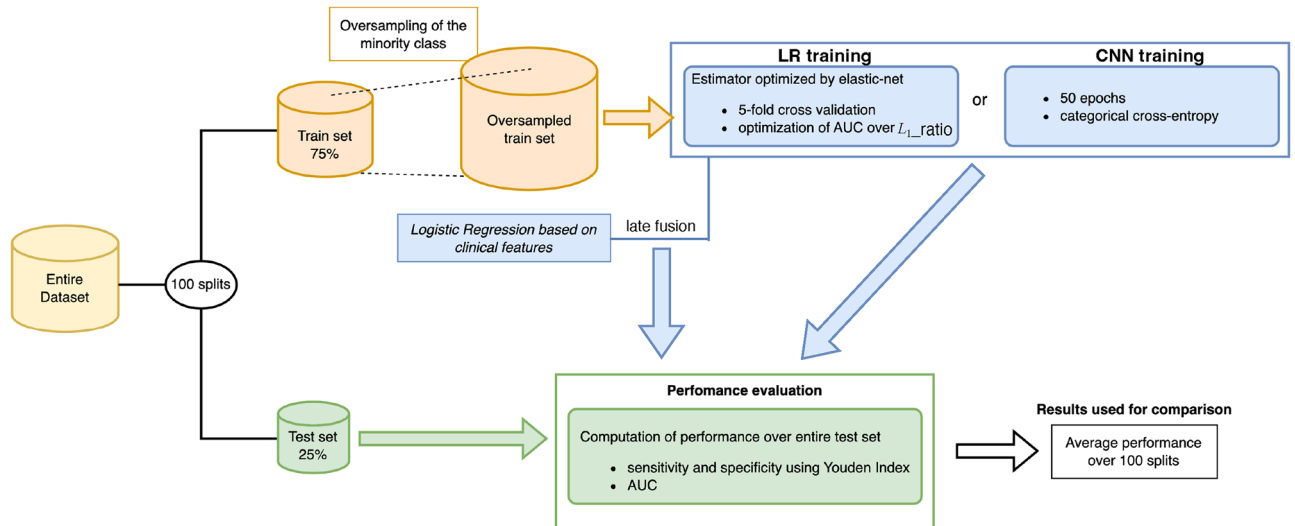 Oversampling of the
minority class
Train set
75%
Oversampled
train set
LR training
Estimator optimized by elastic-net
• 5-fold cross validation
• optimization of AUC over L₁_ratio
or
CNN training
• 50 epochs
• categorical cross-entropy
Logistic Regression based on
clinical features
late fusion
Entire
Dataset
100 splits
Test set
25%
Perfomance evaluation
Computation of performance over entire test set
• sensitivity and specificity using Youden Index
• AUC
Results used for comparison
Average performance
over 100 splits